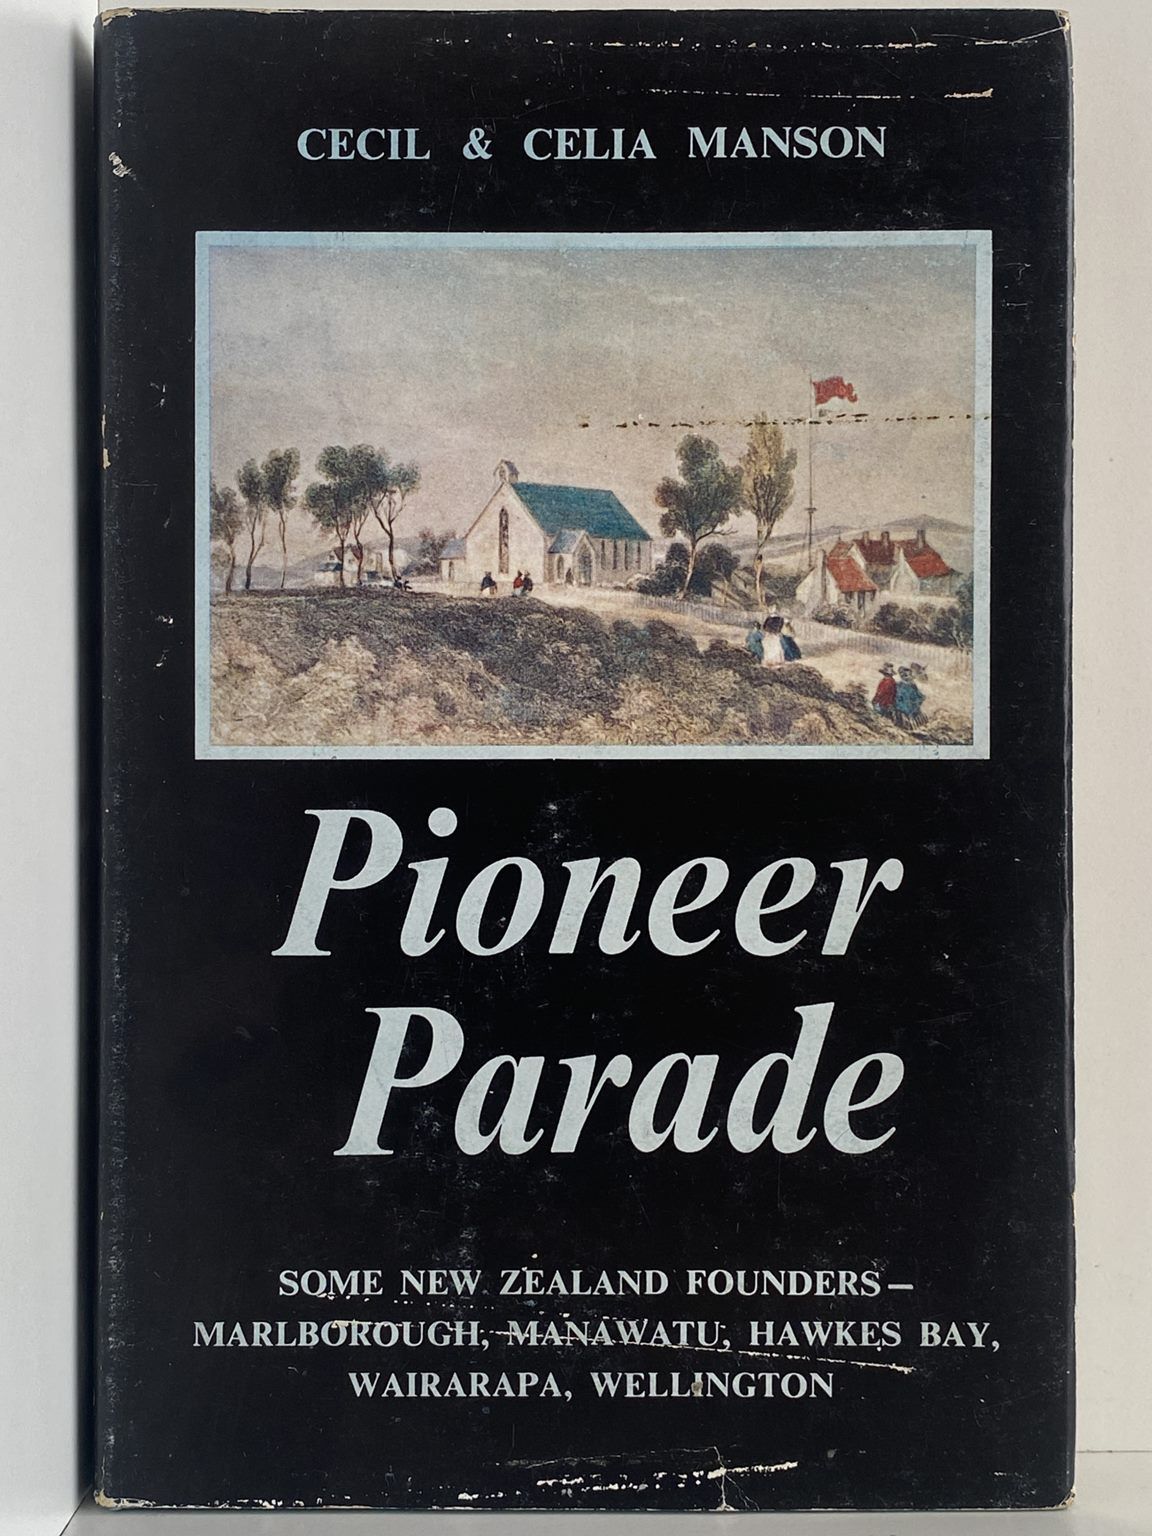 CECIL & CELIA MANSON
Pioneer
Parade
SOME NEW ZEALAND FOUNDERS—
MARLBOROUGH, MANAWATU, HAWKES BAY,
WAIRARAPA, WELLINGTON